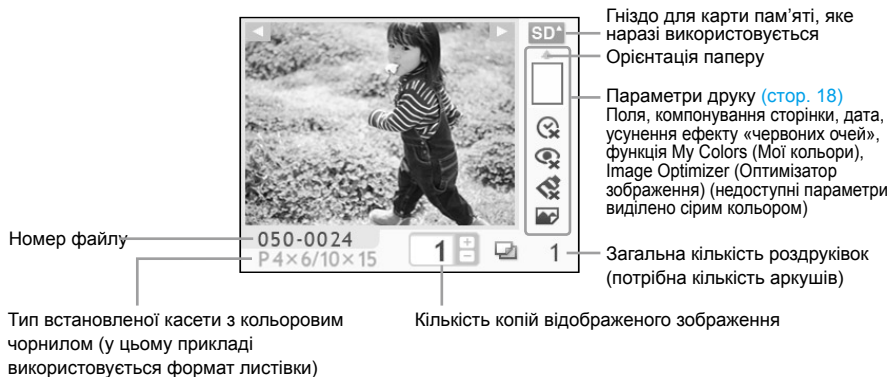 Гніздо для карти пам’яті, яке
наразі використовується
Орієнтація паперу
Параметри друку (стор. 18)
Поля, компонування сторінки, дата,
усунення ефекту «червоних очей»,
функція My Colors (Мої кольори),
Image Optimizer (Оптимізатор
зображення) (недоступні параметри
виділено сірим кольором)
SD
Номер файлу
050-0024
P 4×6/10×15
1
+
−
1
Загальна кількість роздруківок
(потрібна кількість аркушів)
Тип встановленої касети з кольоровим
чорнилом (у цьому прикладі
використовується формат листівки)
Кількість копій відображеного зображення